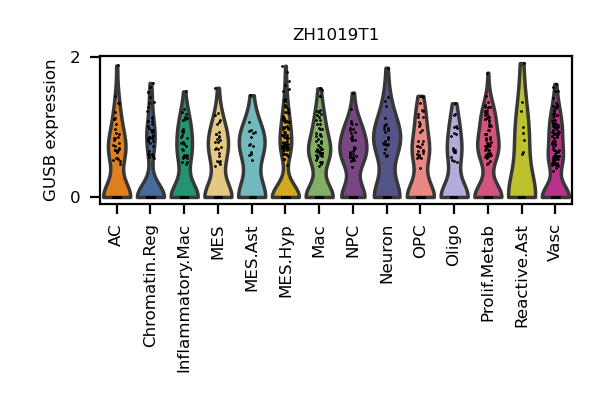 ZH1019T1
GUSB expression
2
0
AC
Chromatin.Reg
Inflammatory.Mac
MES
MES.Ast
MES.Hyp
Mac
NPC
Neuron
OPC
Oligo
Prolif.Metab
Reactive.Ast
Vasc